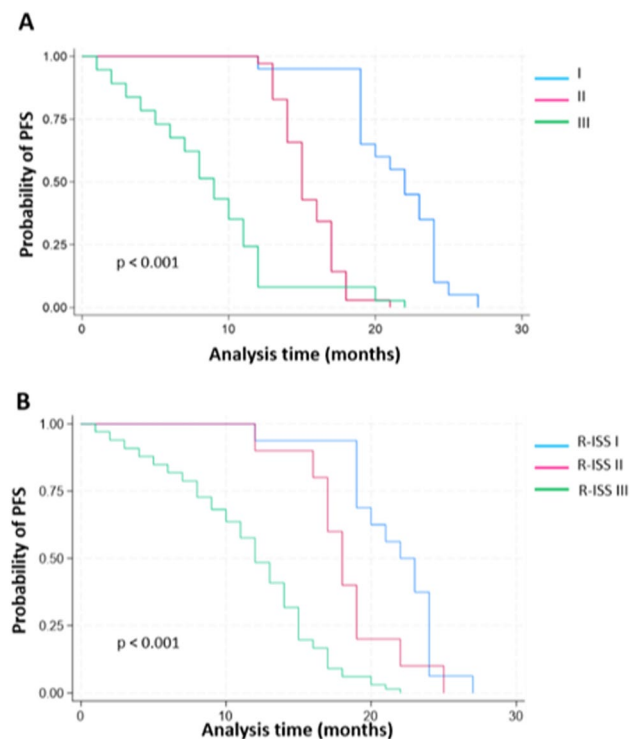 A
1.00
I
II
III
0.75
0.50
0.25
0.00
Probability of PFS
p < 0.001
0 10 20 30
Analysis time (months)
B
1.00
R-ISS I
R-ISS II
R-ISS III
0.75
0.50
0.25
0.00
Probability of PFS
p < 0.001
0 10 20 30
Analysis time (months)